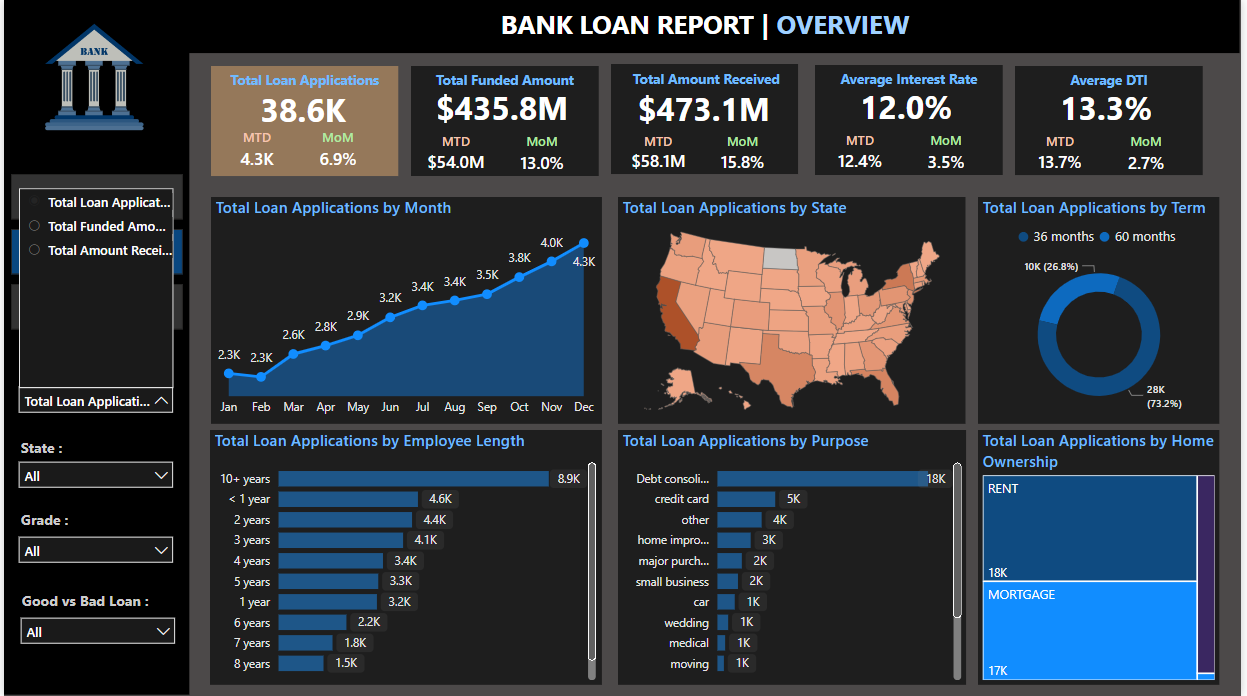 BANK LOAN REPORT | OVERVIEW
BANK
Total Loan Applications
38.6K
MTD MoM
4.3K 6.9%
Total Funded Amount
$435.8M
MTD MoM
$54.0M 13.0%
Total Amount Received
$473.1M
MTD MoM
$58.1M 15.8%
Average Interest Rate
12.0%
MTD MoM
12.4% 3.5%
Average DTI
13.3%
MTD MoM
13.7% 2.7%
Total Loan Applicat...
Total Funded Amo...
Total Amount Recei...
Total Loan Applicati...
State :
All
Grade :
All
Good vs Bad Loan :
All
Total Loan Applications by Month
2.3K 2.3K 2.6K 2.8K 2.9K 3.2K 3.4K 3.4K 3.5K 3.8K 4.0K 4.3K
Jan Feb Mar Apr May Jun Jul Aug Sep Oct Nov Dec
Total Loan Applications by State
Total Loan Applications by Term
36 months 60 months
10K (26.8%)
28K
(73.2%)
Total Loan Applications by Employee Length
10+ years 8.9K
< 1 year 4.6K
2 years 4.4K
3 years 4.1K
4 years 3.4K
5 years 3.3K
1 year 3.2K
6 years 2.2K
7 years 1.8K
8 years 1.5K
Total Loan Applications by Purpose
Debt consoli... 18K
credit card 5K
other 4K
home impro... 3K
major purch... 2K
small business 2K
car 1K
wedding 1K
medical 1K
moving 1K
Total Loan Applications by Home
Ownership
RENT
18K
MORTGAGE
17K